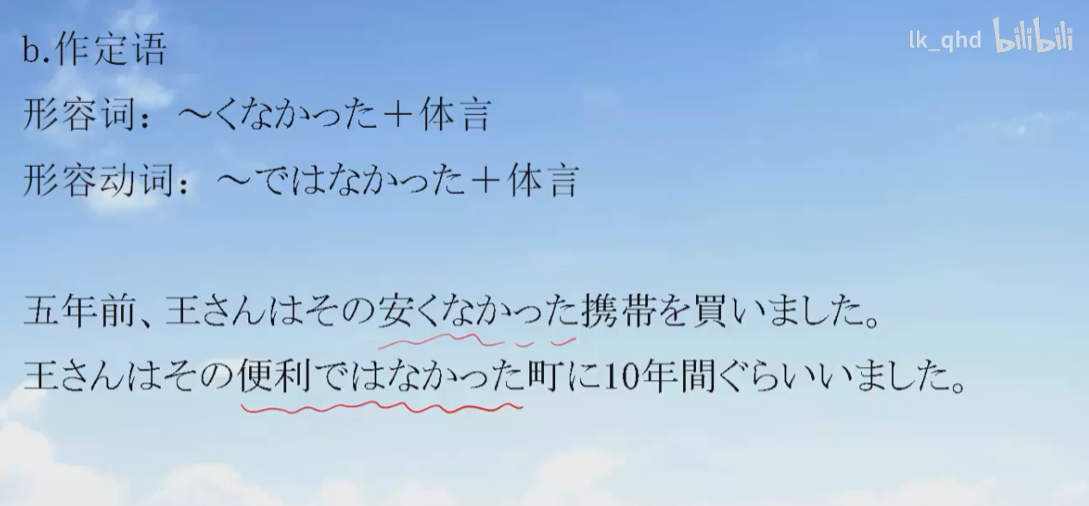 b.作定语
lk_qhd bilibili
形容词：～くなかった＋体言
形容动词：～ではなかった＋体言
五年前、王さんはその安くなかった携帯を買いました。
王さんはその便利ではなかった町に10年間ぐらいいました。